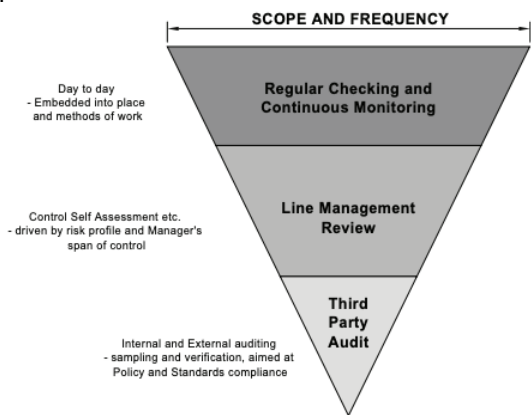 SCOPE AND FREQUENCY
Day to day
- Embedded into place
and methods of work
Regular Checking and
Continuous Monitoring
Control Self Assessment etc.
- driven by risk profile and Manager's
span of control
Line Management
Review
Third
Party
Audit
Internal and External auditing
- sampling and verification, aimed at
Policy and Standards compliance